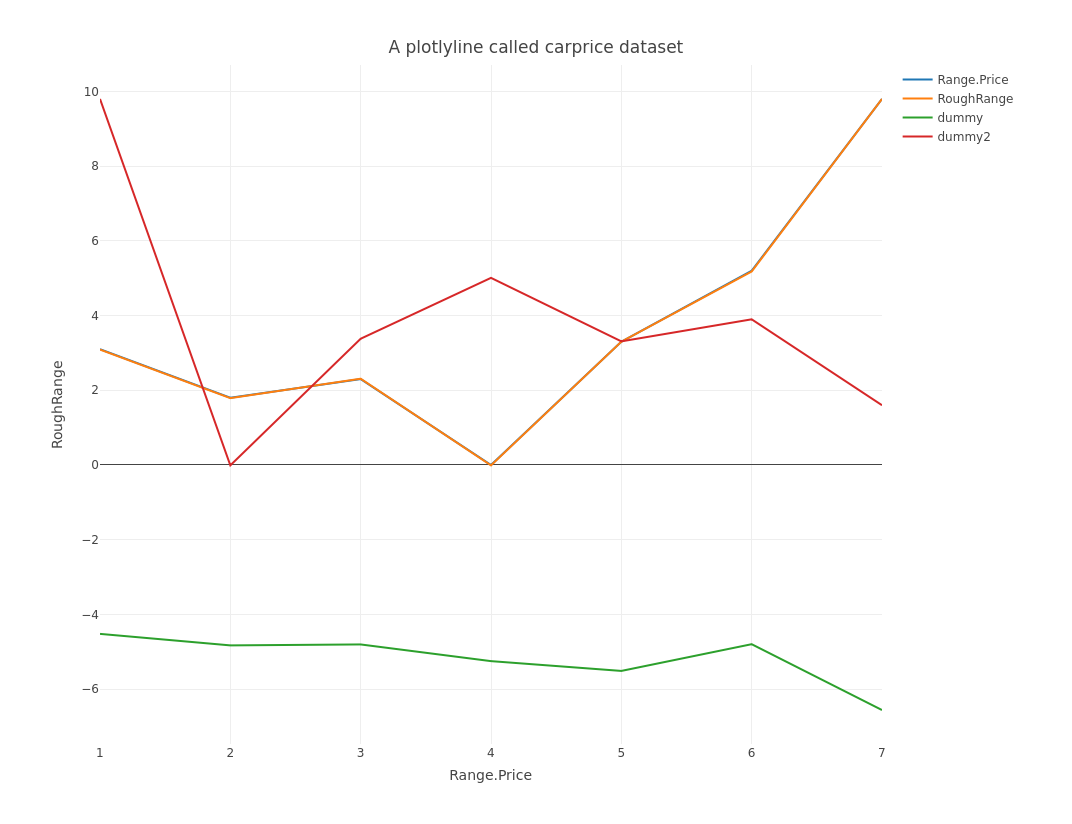 A plotlyline called carprice dataset
Range.Price
RoughRange
dummy
dummy2
10
8
6
4
2
0
−2
−4
−6
RoughRange
1 2 3 4 5 6 7
Range.Price